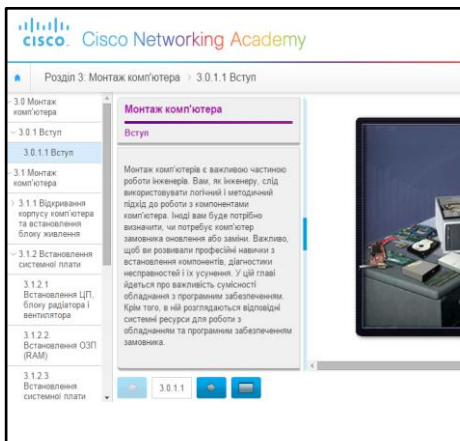 CISCO. Cisco Networking Academy
Розділ 3: Монтаж комп'ютера > 3.0.1.1 Вступ
3.0 Монтаж
комп'ютера
3.0.1 Вступ
3.0.1.1 Вступ
3.1 Монтаж
комп'ютера
3.1.1 Відкривання
корпусу комп'ютера
та встановлення
блоку живлення
3.1.2 Встановлення
системної плати
3.1.2.1
Встановлення ЦП,
блоку радіатора і
вентилятора
3.1.2.2
Встановлення ОЗП
(RAM)
3.1.2.3
Встановлення
системної плати
Монтаж комп'ютера
Вступ
Монтаж комп'ютерів є важливою частиною
роботи інженерів. Вам, як інженеру, слід
використовувати логічний і методичний
підхід до роботи з компонентами
комп'ютера. Іноді вам буде потрібно
визначити, чи потребує комп'ютер
замовника оновлення або заміни. Важливо,
щоб ви розвивали професійні навички з
встановлення компонентів, діагностики
несправностей і їх усунення. У цій главі
йдеться про важливість сумісності
обладнання з програмним забезпеченням.
Крім того, в ній розглядаються відповідні
системні ресурси для роботи з
обладнанням та програмним забезпеченням
замовника.
3.0.1.1